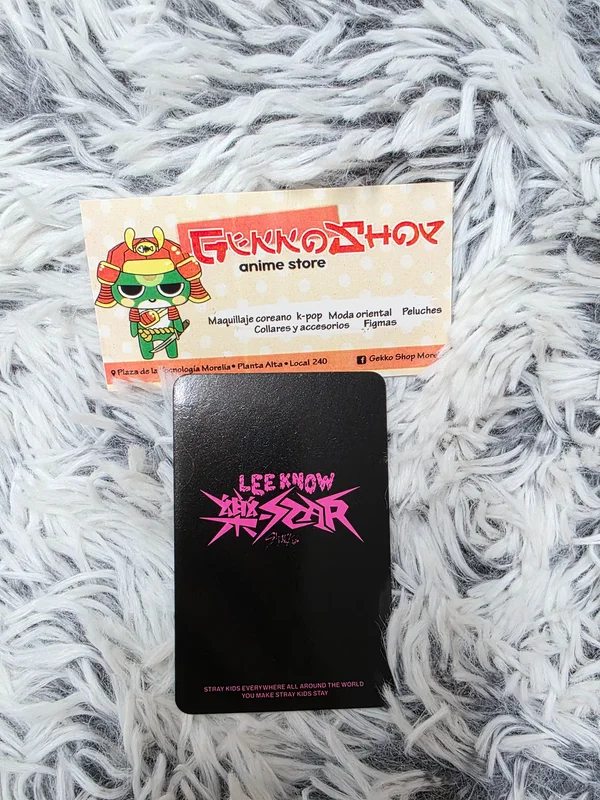 GEKKOSHOP
anime store
Maquillaje coreano k-pop Moda oriental Peluches
Collares y accesorios Figmas
Plaza de la Tecnología Morelia • Planta Alta • Local 240
Gekko Shop More
LEE KNOW
樂-STAR
STRAY KIDS EVERYWHERE ALL AROUND THE WORLD
YOU MAKE STRAY KIDS STAY